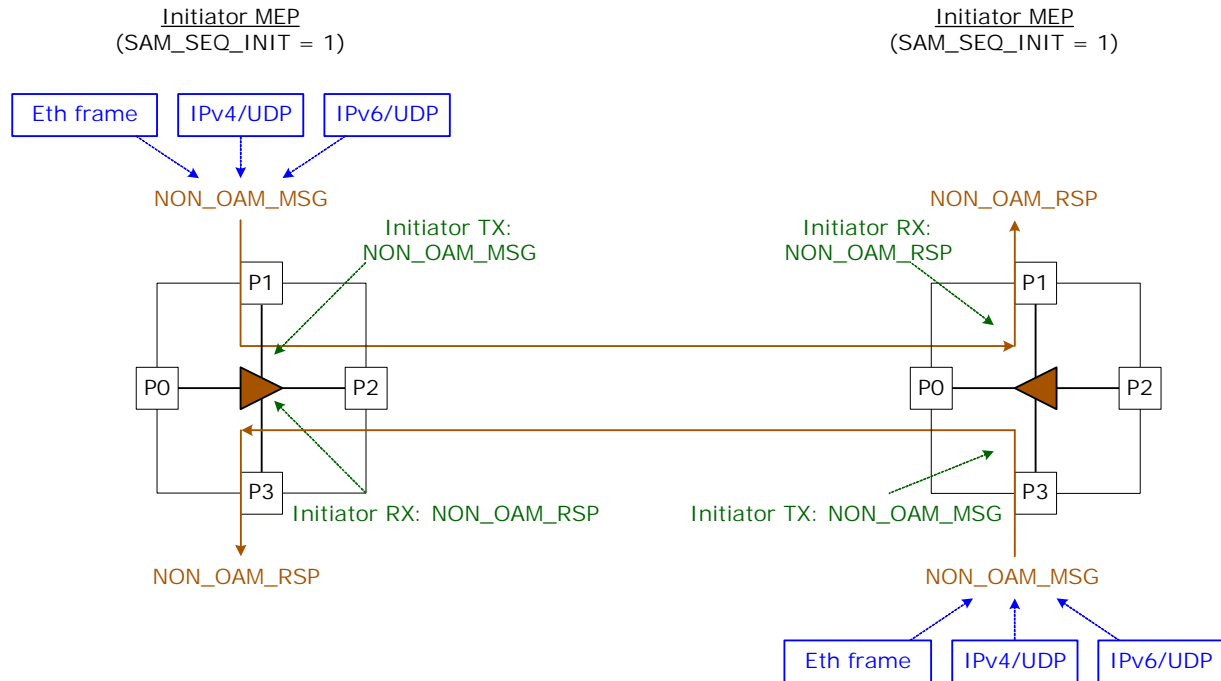 Initiator MEP
(SAM_SEQ_INIT = 1)
Initiator MEP
(SAM_SEQ_INIT = 1)
Eth frame
IPv4/UDP
IPv6/UDP
NON_OAM_MSG
Initiator TX:
NON_OAM_MSG
Initiator RX:
NON_OAM_RSP
NON_OAM_RSP
P1
P0
P2
P3
P1
P0
P2
P3
Initiator RX: NON_OAM_RSP
Initiator TX: NON_OAM_MSG
NON_OAM_RSP
NON_OAM_MSG
Eth frame
IPv4/UDP
IPv6/UDP